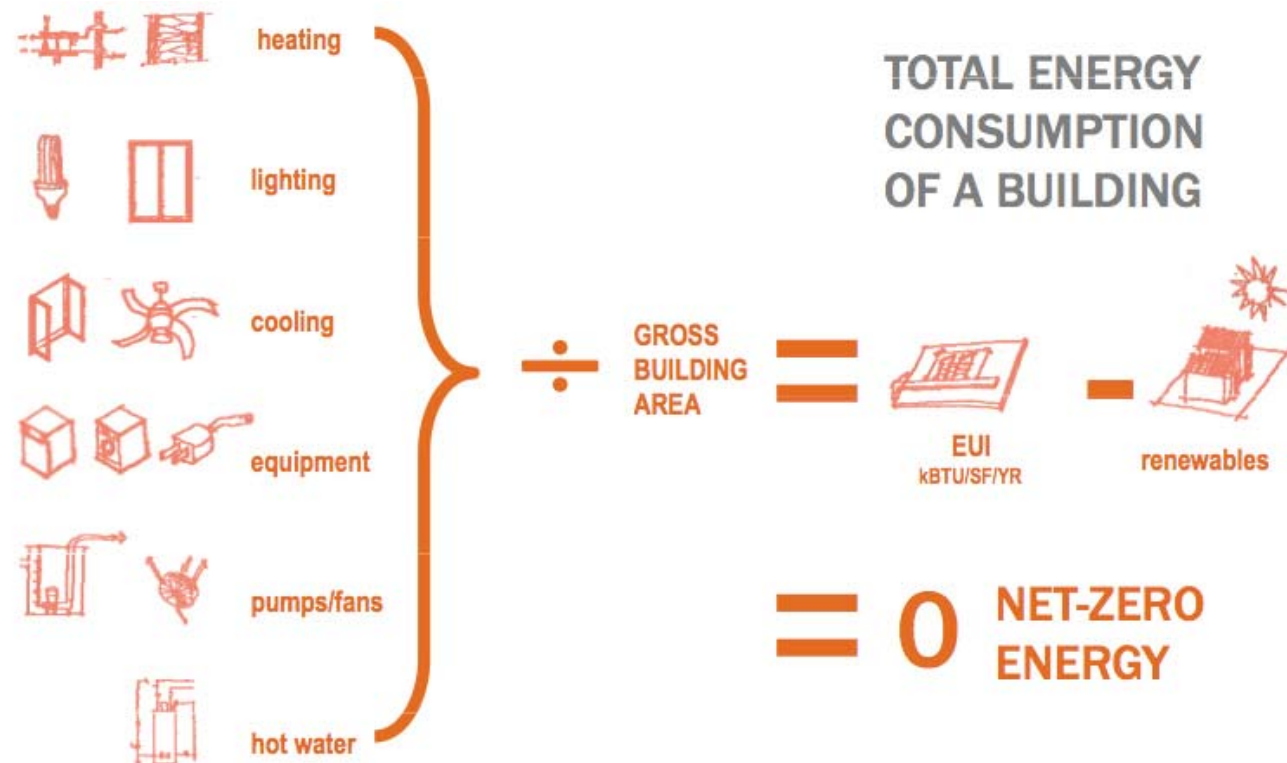 heating
lighting
cooling
equipment
pumps/fans
hot water
÷
GROSS
BUILDING
AREA
=
TOTAL ENERGY
CONSUMPTION
OF A BUILDING
EUI
kBTU/SF/YR
-
renewables
= 0
NET-ZERO
ENERGY